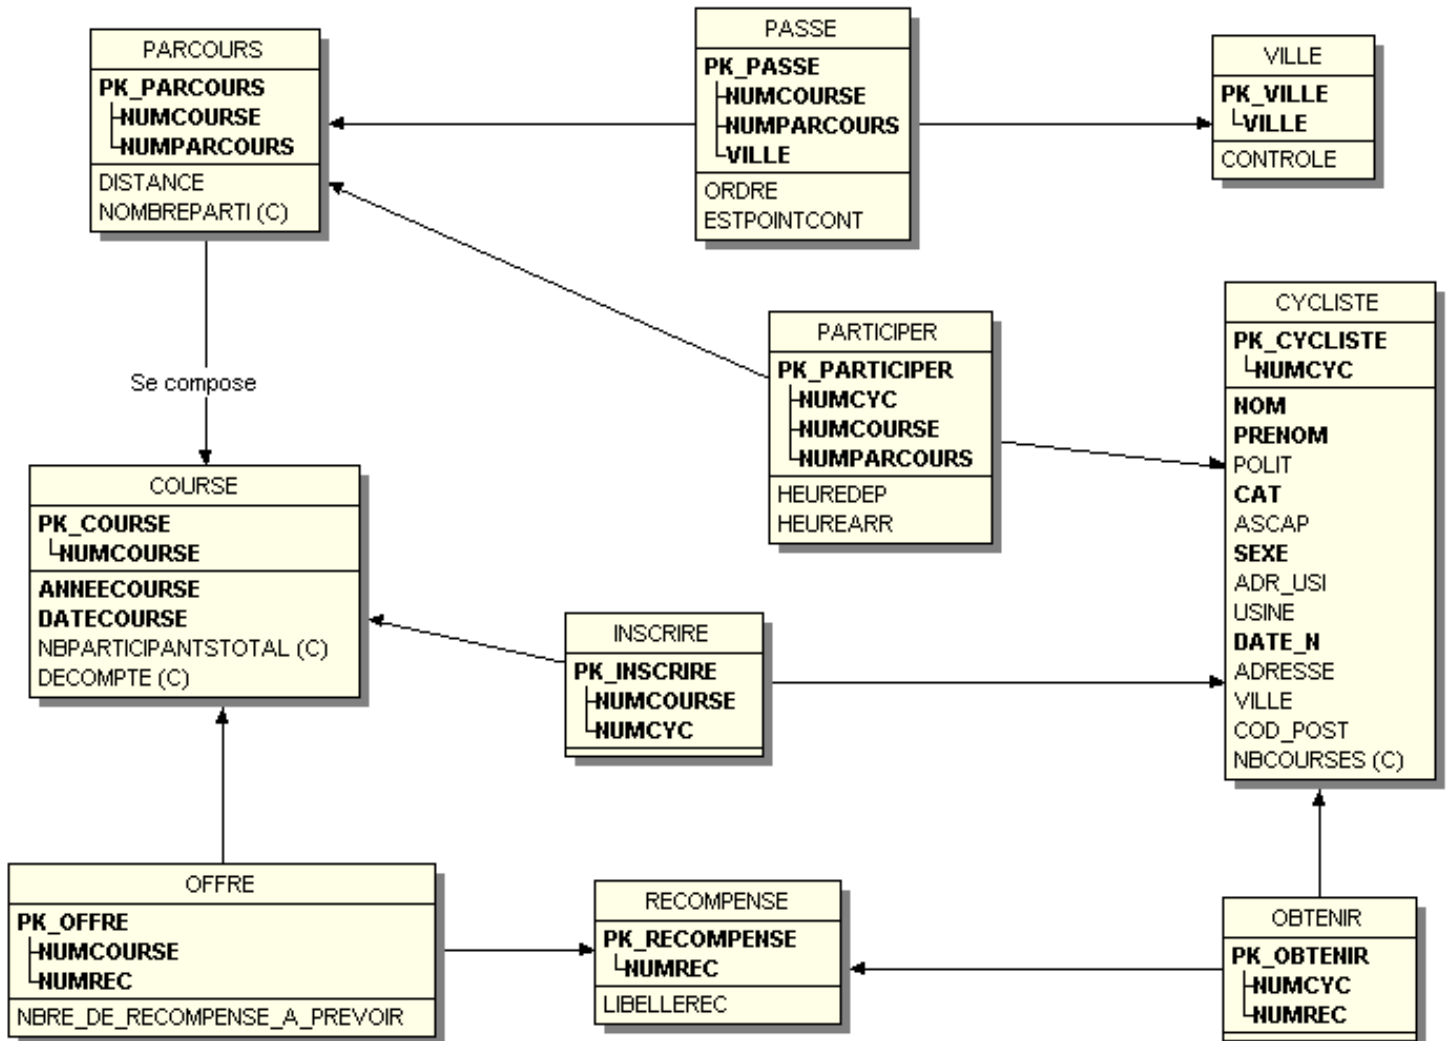 PARCOURS
PK_PARCOURS
NUMCOURSE
NUMPARCOURS
DISTANCE
NOMBREPARTI (C)
PASSE
PK_PASSE
NUMCOURSE
NUMPARCOURS
VILLE
ORDRE
ESTPOINTCONT
VILLE
PK_VILLE
VILLE
CONTROLE
Se compose
PARTICIPER
PK_PARTICIPER
NUMCYC
NUMCOURSE
NUMPARCOURS
HEUREDEP
HEUREARR
CYCLISTE
PK_CYCLISTE
NUMCYC
NOM
PRENOM
POLIT
CAT
ASCAP
SEXE
ADR_USI
USINE
DATE_N
ADRESSE
VILLE
COD_POST
NBCOURSES (C)
COURSE
PK_COURSE
NUMCOURSE
ANNEECOURSE
DATECOURSE
NBPARTICIPANTSTOTAL (C)
DECOMPTE (C)
INSCRIRE
PK_INSCRIRE
NUMCOURSE
NUMCYC
OFFRE
PK_OFFRE
NUMCOURSE
NUMREC
NBRE_DE_RECOMPENSE_A_PREVOIR
RECOMPENSE
PK_RECOMPENSE
NUMREC
LIBELLEREC
OBTENIR
PK_OBTENIR
NUMCYC
NUMREC